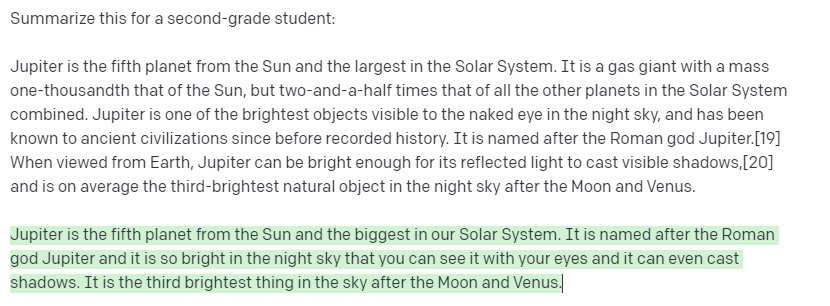 Summarize this for a second-grade student:
Jupiter is the fifth planet from the Sun and the largest in the Solar System. It is a gas giant with a mass
one-thousandth that of the Sun, but two-and-a-half times that of all the other planets in the Solar System
combined. Jupiter is one of the brightest objects visible to the naked eye in the night sky, and has been
known to ancient civilizations since before recorded history. It is named after the Roman god Jupiter.[19]
When viewed from Earth, Jupiter can be bright enough for its reflected light to cast visible shadows,[20]
and is on average the third-brightest natural object in the night sky after the Moon and Venus.
Jupiter is the fifth planet from the Sun and the biggest in our Solar System. It is named after the Roman
god Jupiter and it is so bright in the night sky that you can see it with your eyes and it can even cast
shadows. It is the third brightest thing in the sky after the Moon and Venus.